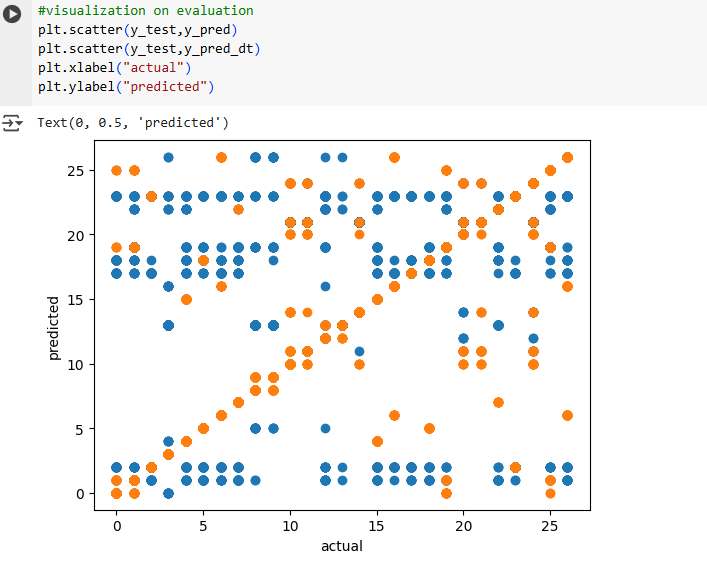 #visualization on evaluation
plt.scatter(y_test,y_pred)
plt.scatter(y_test,y_pred_dt)
plt.xlabel("actual")
plt.ylabel("predicted")
Text(0, 0.5, 'predicted')
25
20
15
10
5
0
predicted
0 5 10 15 20 25
actual